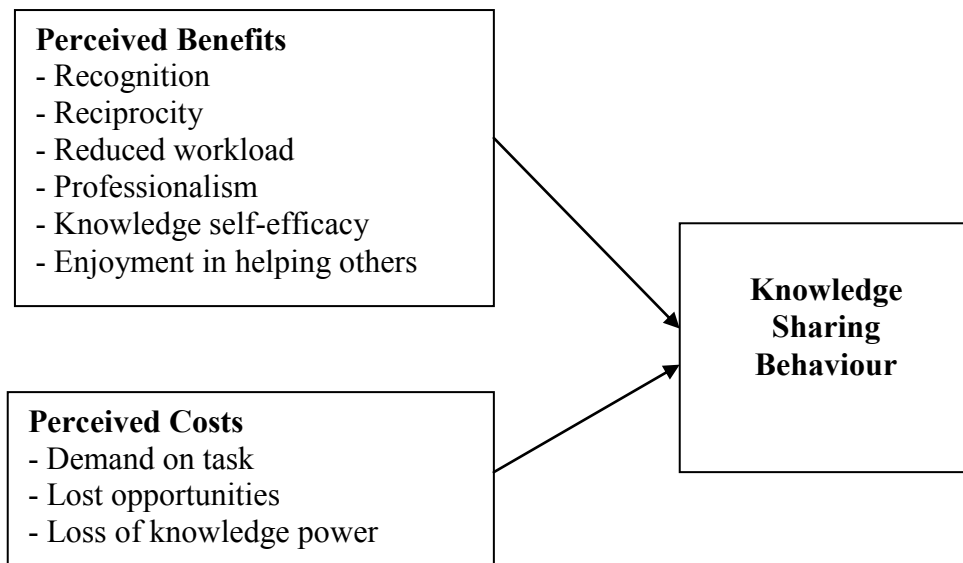 Perceived Benefits
- Recognition
- Reciprocity
- Reduced workload
- Professionalism
- Knowledge self-efficacy
- Enjoyment in helping others
Knowledge
Sharing
Behaviour
Perceived Costs
- Demand on task
- Lost opportunities
- Loss of knowledge power